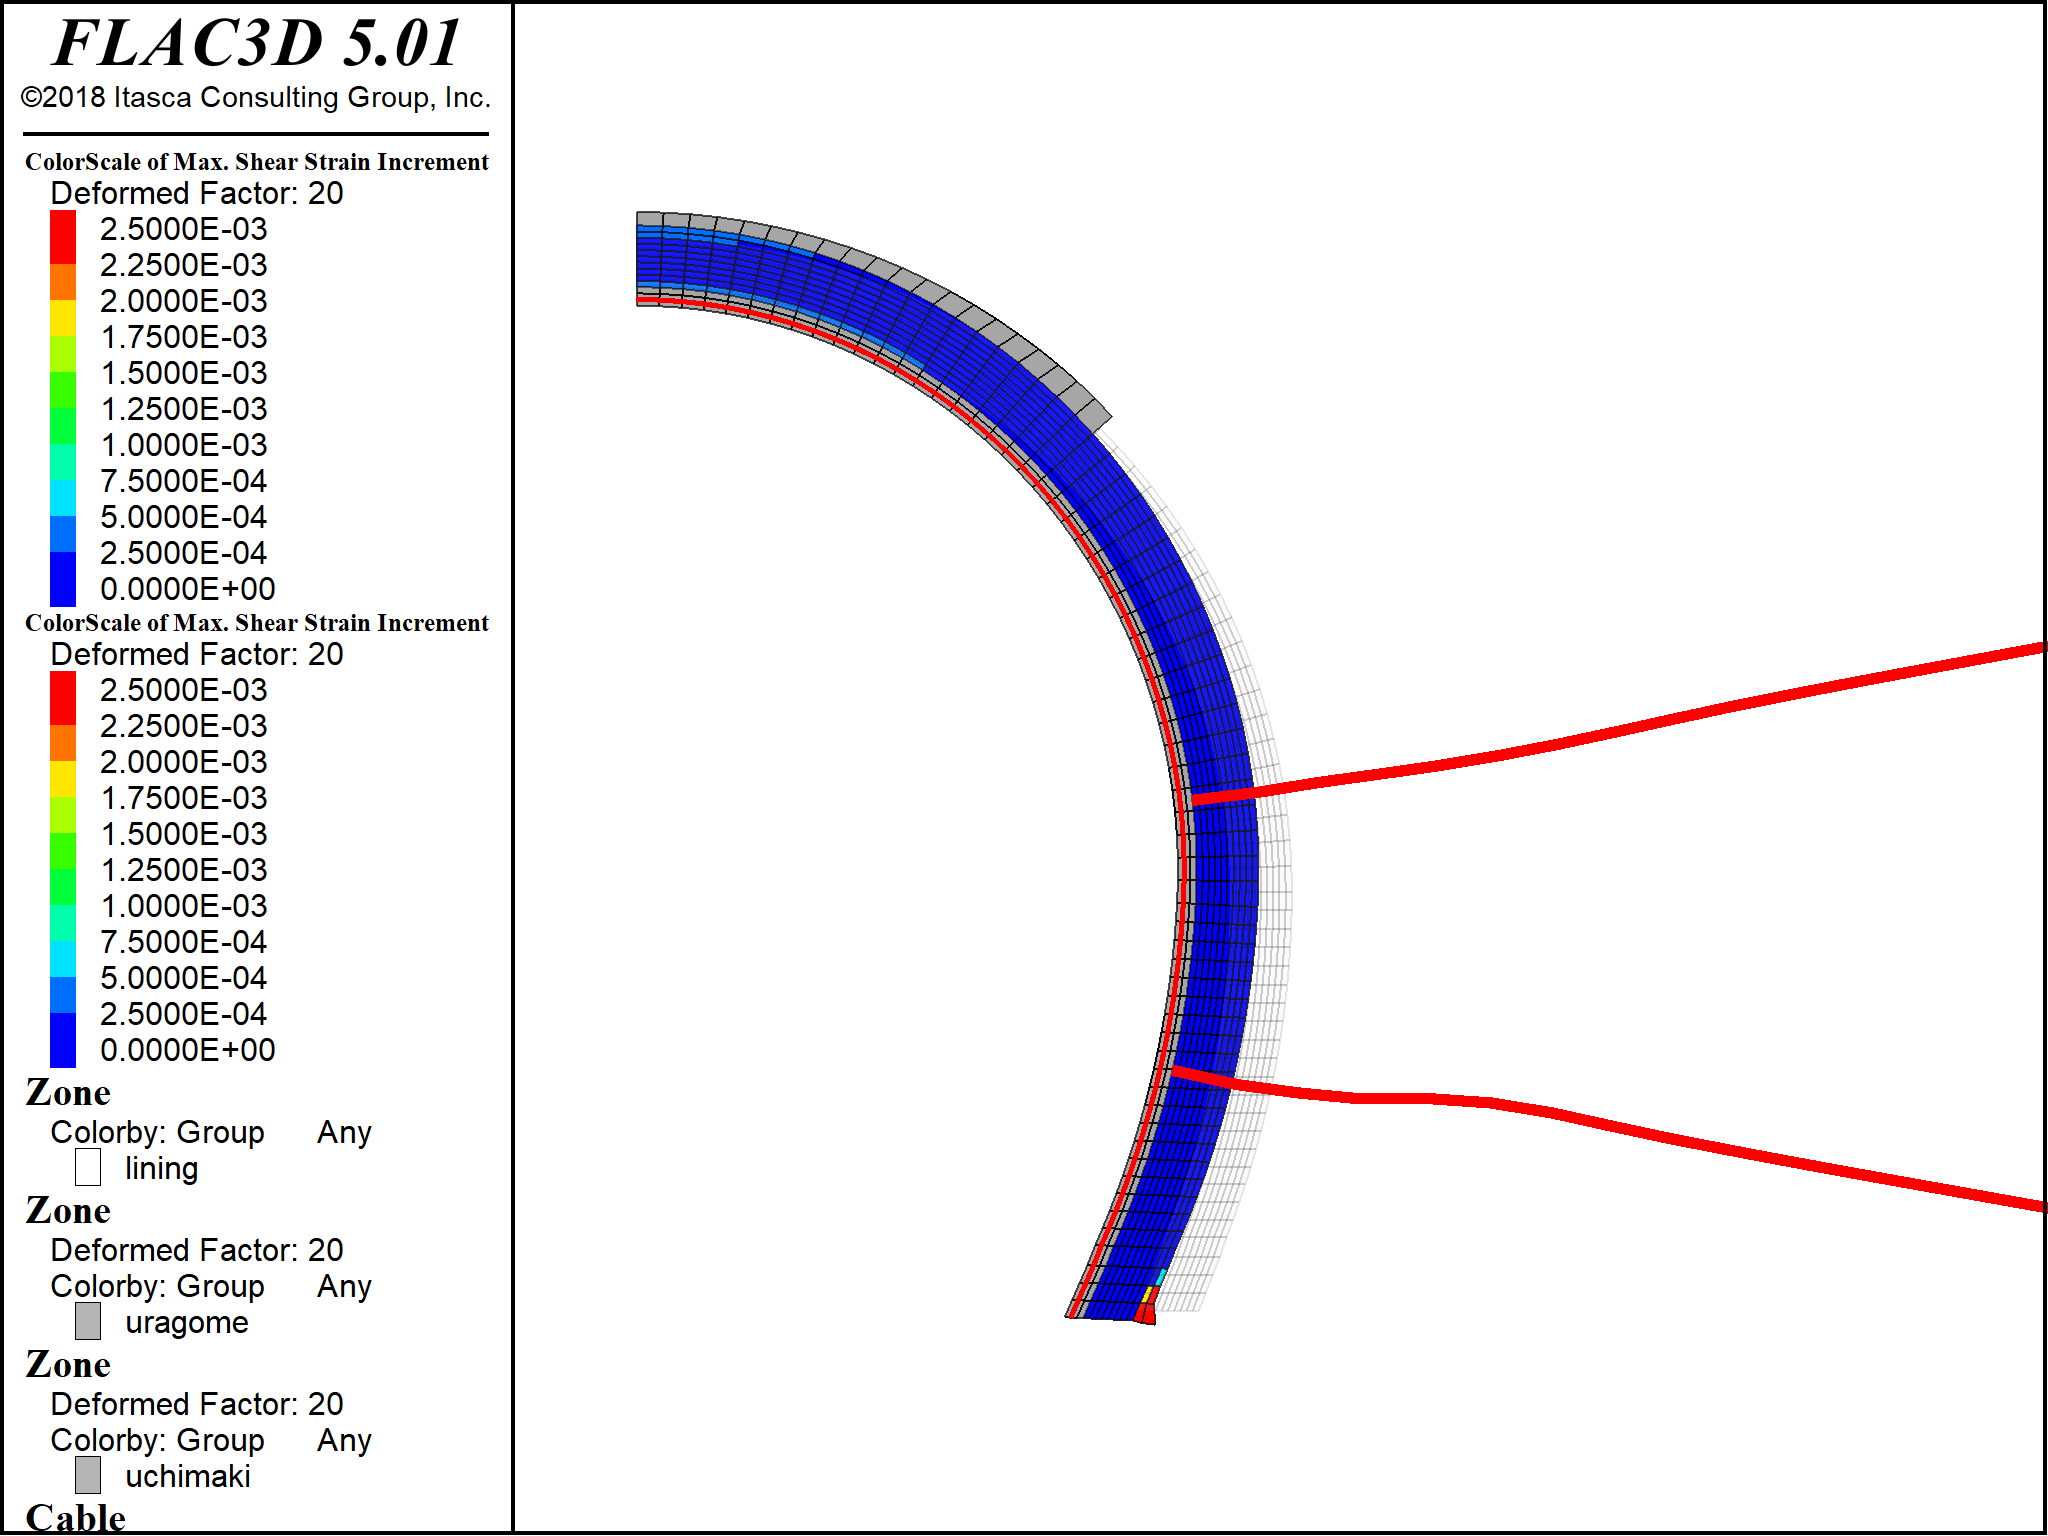 FLAC3D 5.01
©2018 Itasca Consulting Group, Inc.
ColorScale of Max. Shear Strain Increment
Deformed Factor: 20
2.5000E-03
2.2500E-03
2.0000E-03
1.7500E-03
1.5000E-03
1.2500E-03
1.0000E-03
7.5000E-04
5.0000E-04
2.5000E-04
0.0000E+00
ColorScale of Max. Shear Strain Increment
Deformed Factor: 20
2.5000E-03
2.2500E-03
2.0000E-03
1.7500E-03
1.5000E-03
1.2500E-03
1.0000E-03
7.5000E-04
5.0000E-04
2.5000E-04
0.0000E+00
Zone
Colorby: Group Any
lining
Zone
Deformed Factor: 20
Colorby: Group Any
uragome
Zone
Deformed Factor: 20
Colorby: Group Any
uchimaki
Cable